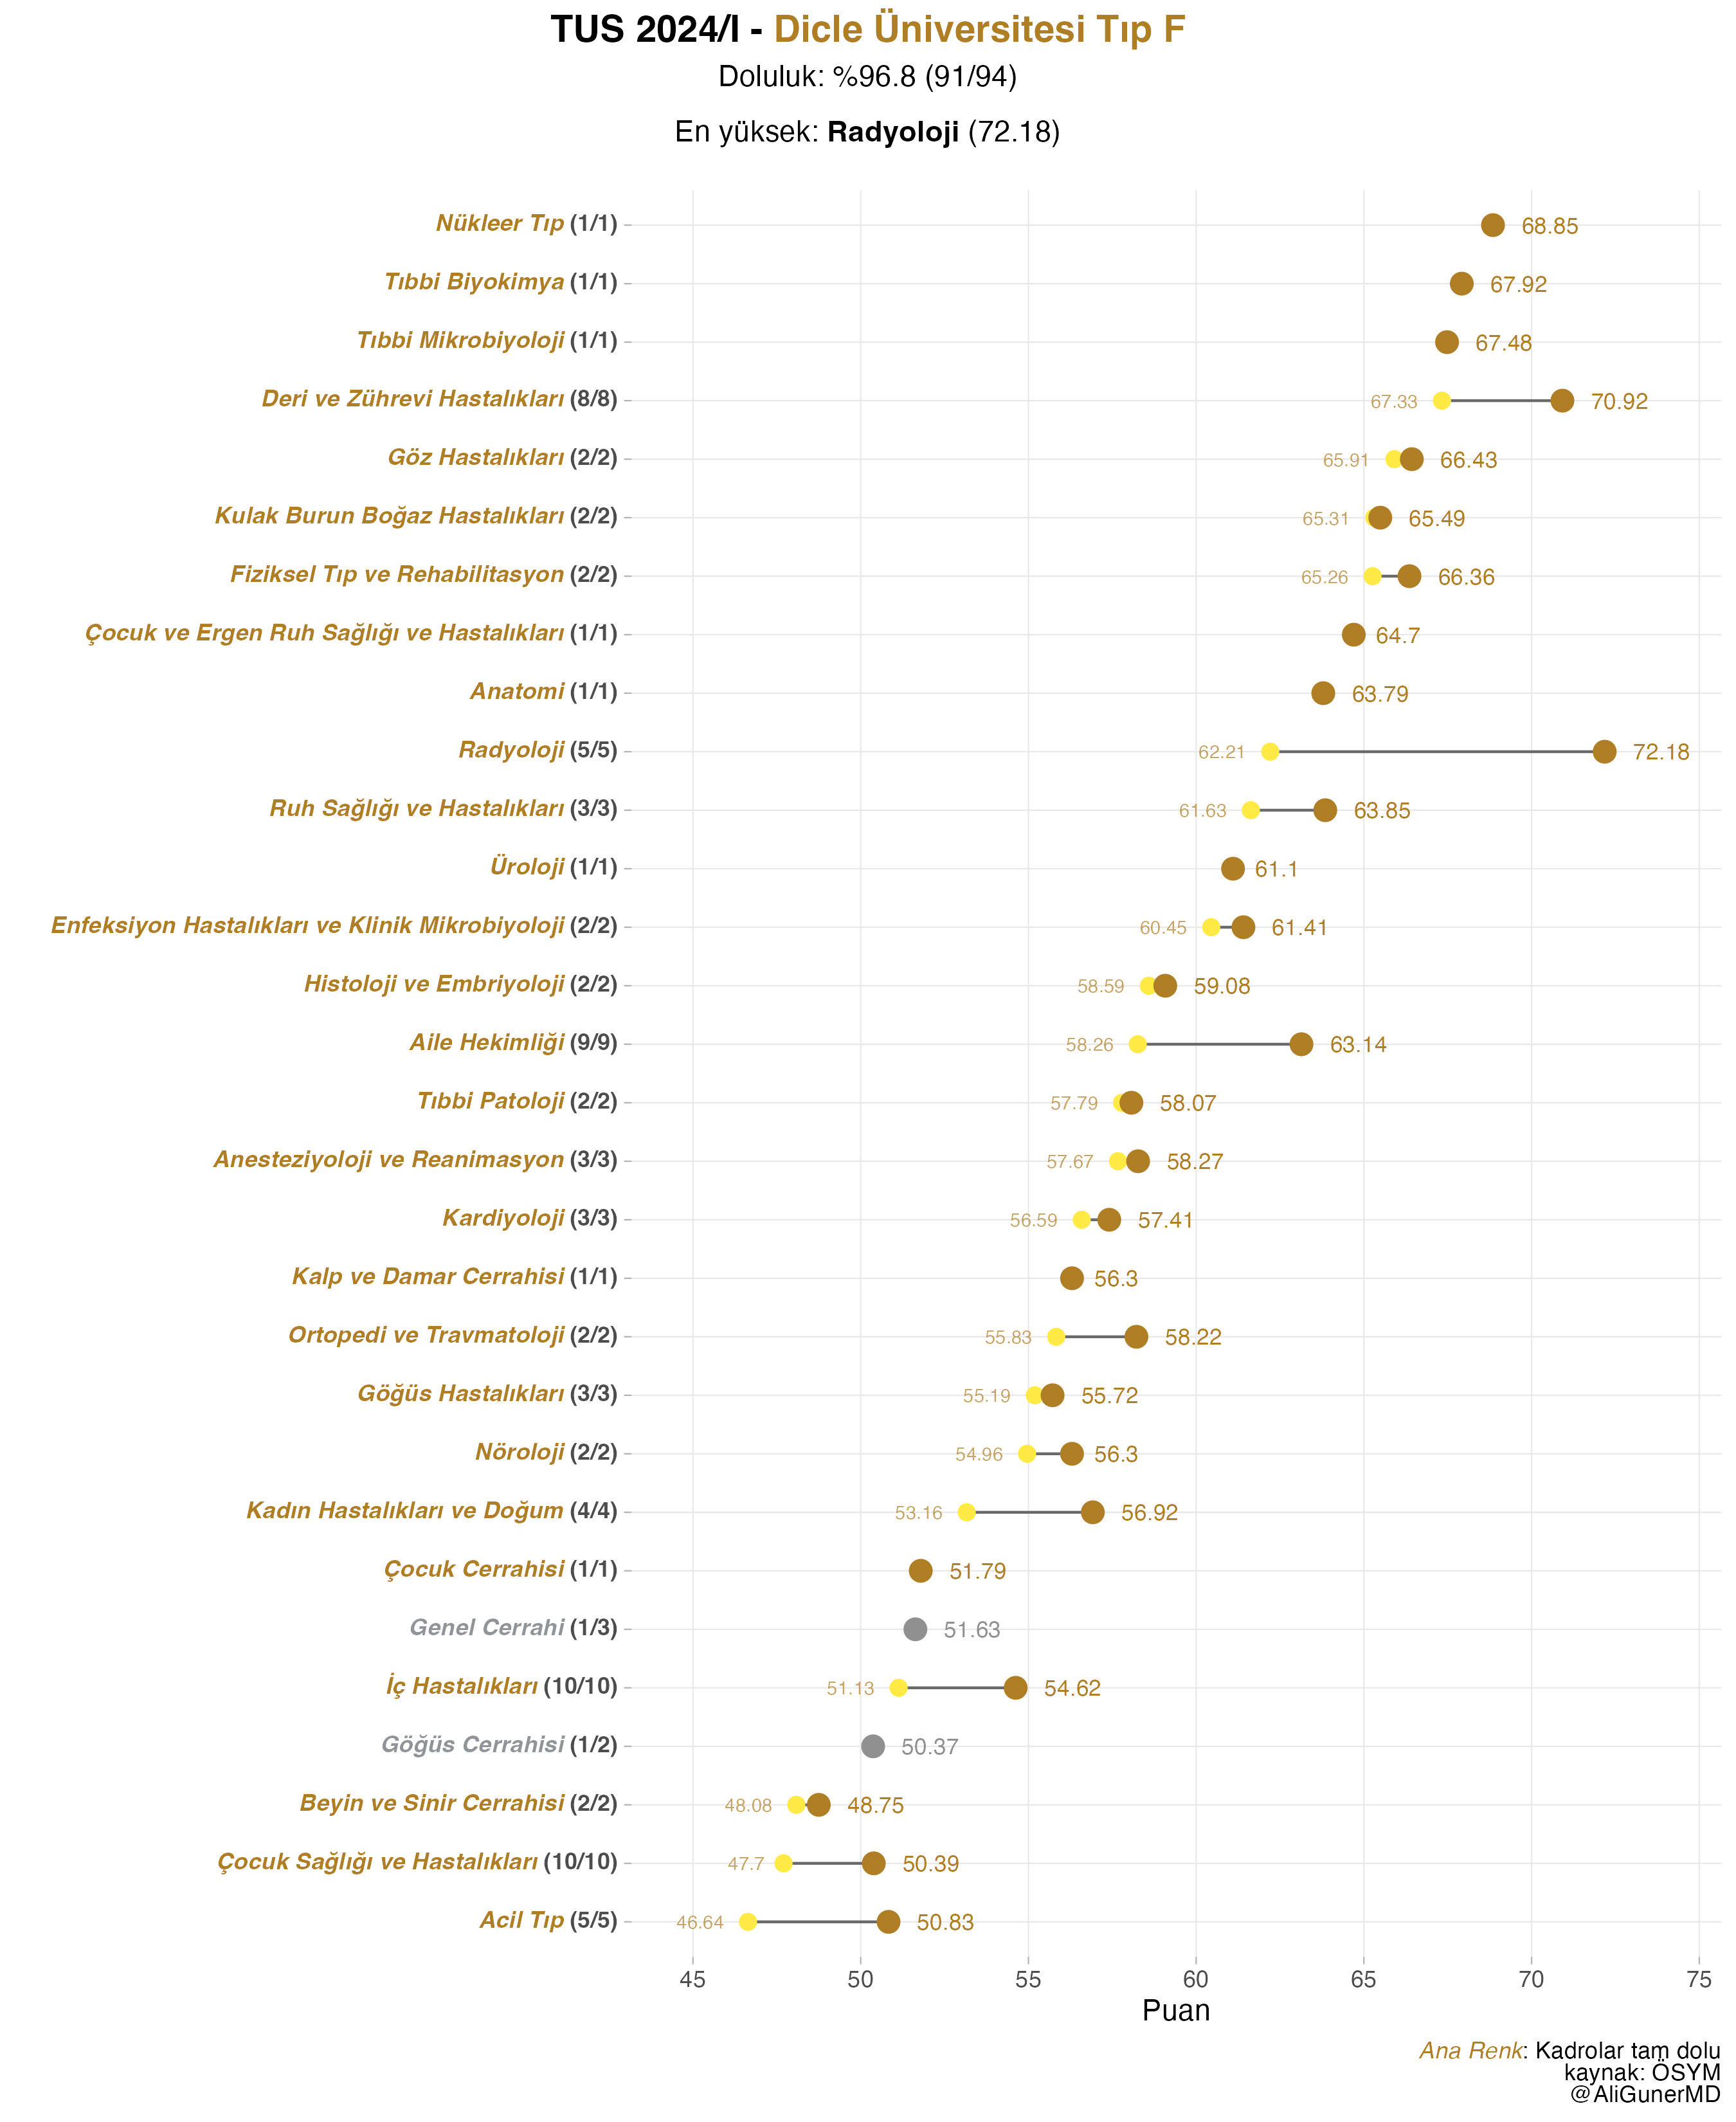 TUS 2024/I - Dicle Üniversitesi Tıp F
Doluluk: %96.8 (91/94)
En yüksek: Radyoloji (72.18)
Nükleer Tıp (1/1) 68.85
Tıbbi Biyokimya (1/1) 67.92
Tıbbi Mikrobiyoloji (1/1) 67.48
Deri ve Zührevi Hastalıkları (8/8) 67.33 70.92
Göz Hastalıkları (2/2) 65.91 66.43
Kulak Burun Boğaz Hastalıkları (2/2) 65.31 65.49
Fiziksel Tıp ve Rehabilitasyon (2/2) 65.26 66.36
Çocuk ve Ergen Ruh Sağlığı ve Hastalıkları (1/1) 64.7
Anatomi (1/1) 63.79
Radyoloji (5/5) 62.21 72.18
Ruh Sağlığı ve Hastalıkları (3/3) 61.63 63.85
Üroloji (1/1) 61.1
Enfeksiyon Hastalıkları ve Klinik Mikrobiyoloji (2/2) 60.45 61.41
Histoloji ve Embriyoloji (2/2) 58.59 59.08
Aile Hekimliği (9/9) 58.26 63.14
Tıbbi Patoloji (2/2) 57.79 58.07
Anesteziyoloji ve Reanimasyon (3/3) 57.67 58.27
Kardiyoloji (3/3) 56.59 57.41
Kalp ve Damar Cerrahisi (1/1) 56.3
Ortopedi ve Travmatoloji (2/2) 55.83 58.22
Göğüs Hastalıkları (3/3) 55.19 55.72
Nöroloji (2/2) 54.96 56.3
Kadın Hastalıkları ve Doğum (4/4) 53.16 56.92
Çocuk Cerrahisi (1/1) 51.79
Genel Cerrahi (1/3) 51.63
İç Hastalıkları (10/10) 51.13 54.62
Göğüs Cerrahisi (1/2) 50.37
Beyin ve Sinir Cerrahisi (2/2) 48.08 48.75
Çocuk Sağlığı ve Hastalıkları (10/10) 47.7 50.39
Acil Tıp (5/5) 46.64 50.83
45 50 55 60 65 70 75
Puan
Ana Renk: Kadrolar tam dolu
kaynak: ÖSYM
@AliGunerMD